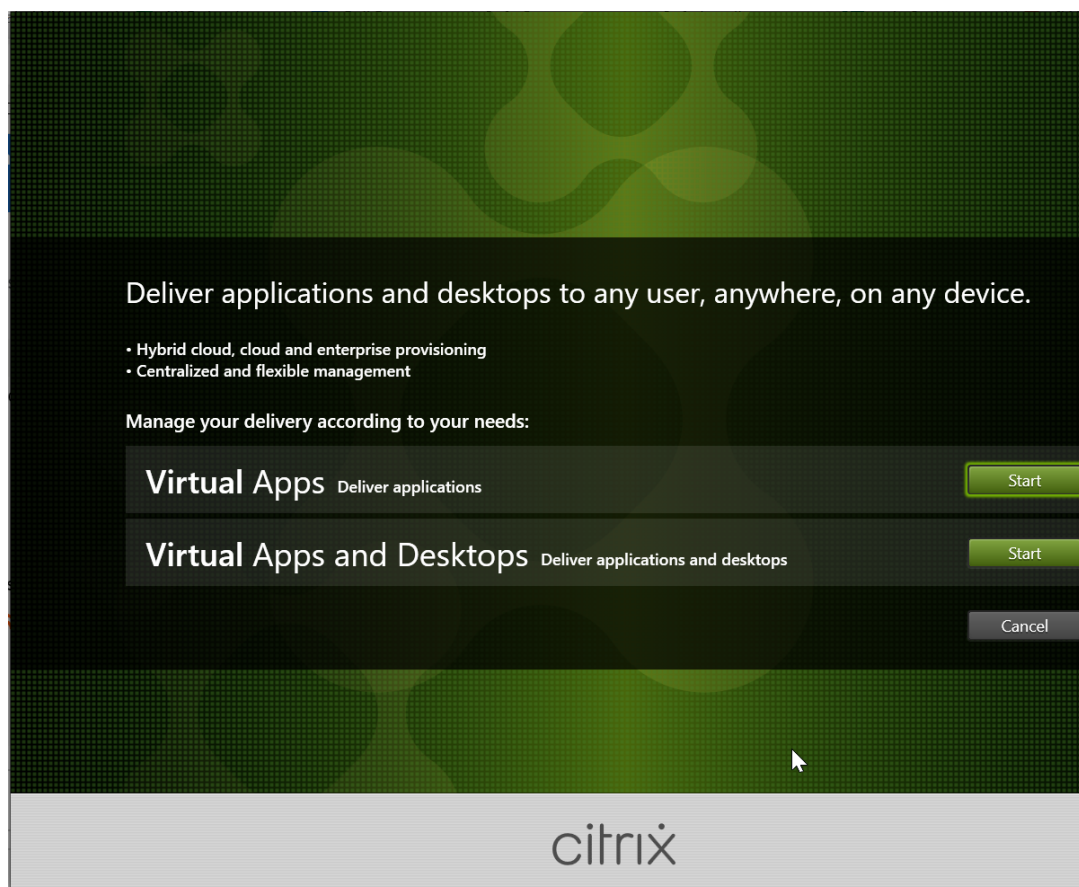 Deliver applications and desktops to any user, anywhere, on any device.
• Hybrid cloud, cloud and enterprise provisioning
• Centralized and flexible management
Manage your delivery according to your needs:
Virtual Apps Deliver applications
Start
Virtual Apps and Desktops Deliver applications and desktops
Start
Cancel
citrix